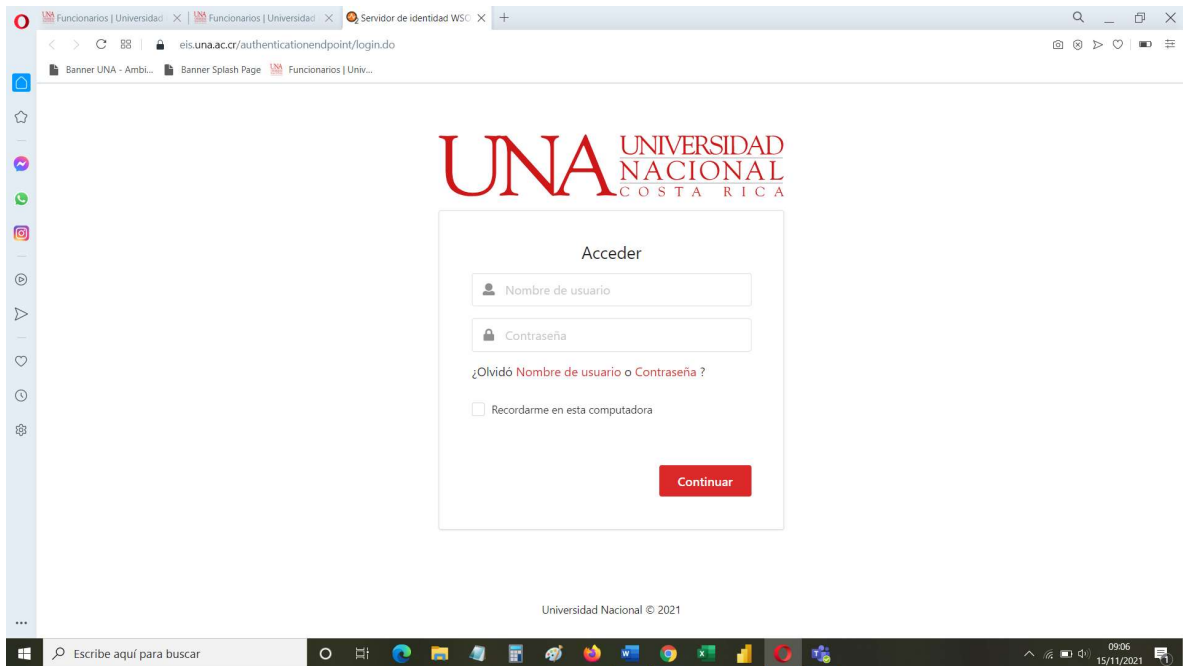 Funcionarios | Universidad
Funcionarios | Universidad
Servidor de identidad WSO
eis.una.ac.cr/authenticationendpoint/login.do
Banner UNA - Ambi...
Banner Splash Page
Funcionarios | Univ...
UNA UNIVERSIDAD
NACIONAL
COSTA RICA
Acceder
Nombre de usuario
Contraseña
¿Olvidó Nombre de usuario o Contraseña ?
Recordarme en esta computadora
Continuar
Universidad Nacional © 2021
Escribe aquí para buscar
09:06
15/11/2021